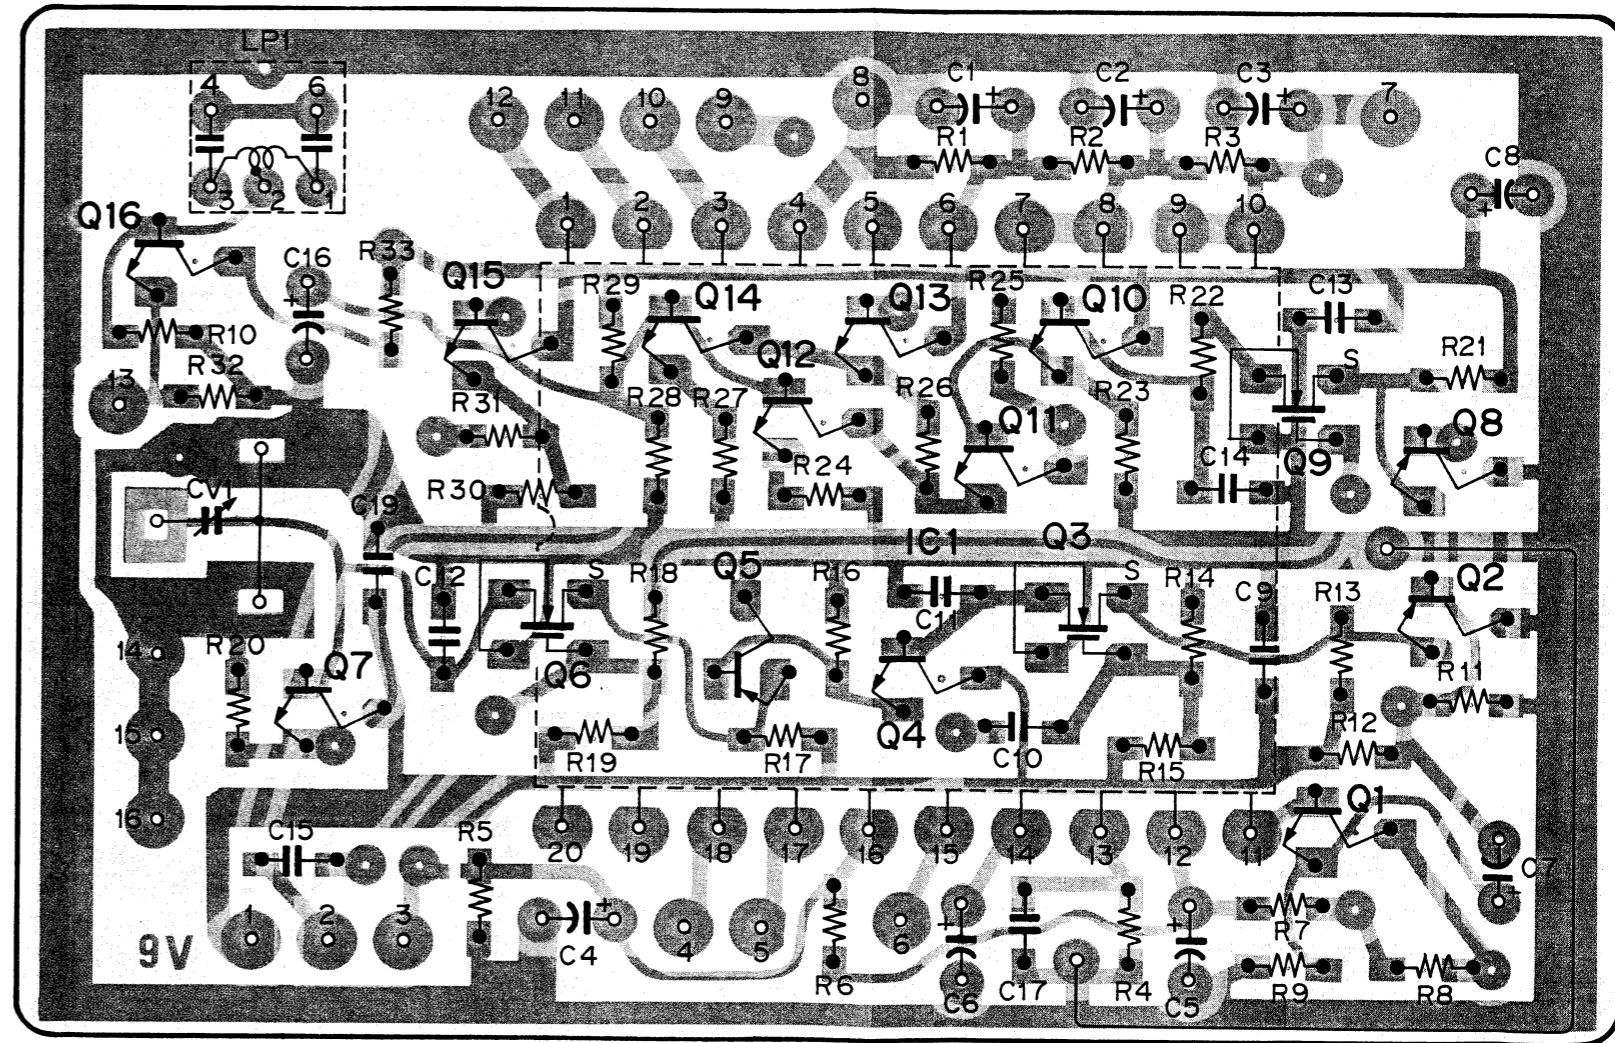 LP1
4 6
3 2 1
12 11 10 9 8 C1 + C2 + C3 + 7
R1 R2 R3
C8
+
Q16
1 2 3 4 5 6 7 8 9 10
C16 R33
+
Q15 R29 Q14 Q13 R25 Q10 R22 C13
R10
R32
Q12
S R21
13
R31 R28 R27 R26 R23
Q11 Q8
R30 R24 C14 Q9
CV1 C19
IC1 Q3
C12 S R18 Q5 R16 C11 S R14 C9 R13 Q2
14 R20 Q7 Q6 R11
15 Q4 R12
R19 R17 C10 R15
16 Q1
C15 R5
20 19 18 17 16 15 14 13 12 11
C7
+
1 2 3 + 4 5 6 + + R7
9V C4
R6 C6 C17 R4 C5 R9 R8